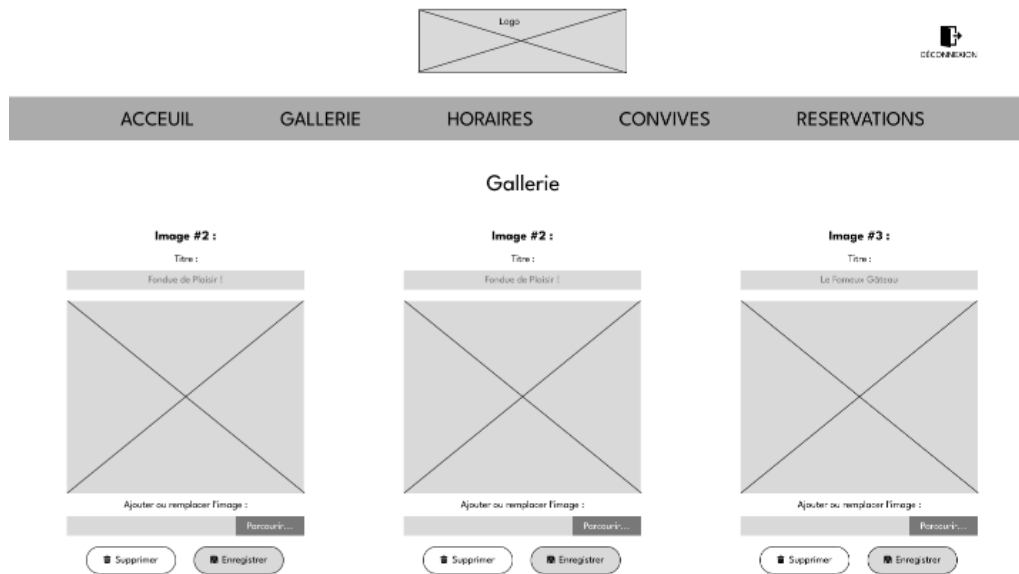 Logo
DÉCONNEXION
ACCEUIL GALLERIE HORAIRES CONVIVES RESERVATIONS
Gallerie
Image #2 : Image #2 : Image #3 :
Titre : Titre : Titre :
Fondue de Plaisir ! Fondue de Plaisir ! Le Fameux Gâteau
Ajouter ou remplacer l'image : Ajouter ou remplacer l'image : Ajouter ou remplacer l'image :
Parcourir... Parcourir... Parcourir...
Supprimer Enregistrer Supprimer Enregistrer Supprimer Enregistrer